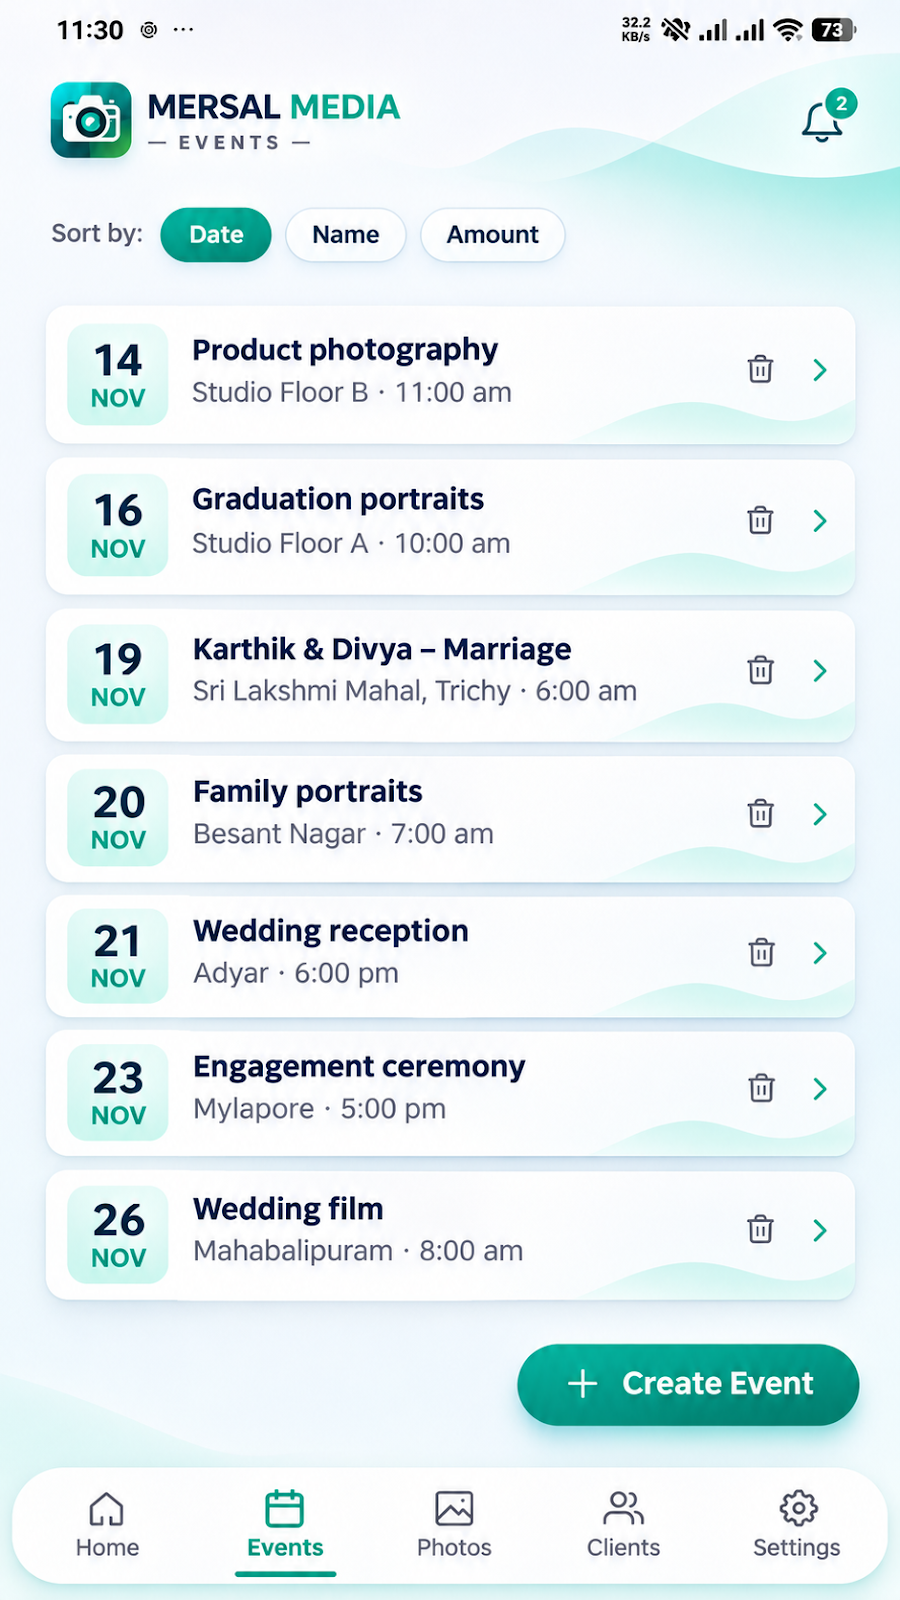 11:30 ...
32.2
KB/s
73
MERSAL MEDIA
— EVENTS —
2
Sort by: Date Name Amount
14
NOV
Product photography
Studio Floor B · 11:00 am
16
NOV
Graduation portraits
Studio Floor A · 10:00 am
19
NOV
Karthik & Divya – Marriage
Sri Lakshmi Mahal, Trichy · 6:00 am
20
NOV
Family portraits
Besant Nagar · 7:00 am
21
NOV
Wedding reception
Adyar · 6:00 pm
23
NOV
Engagement ceremony
Mylapore · 5:00 pm
26
NOV
Wedding film
Mahabalipuram · 8:00 am
+ Create Event
Home Events Photos Clients Settings